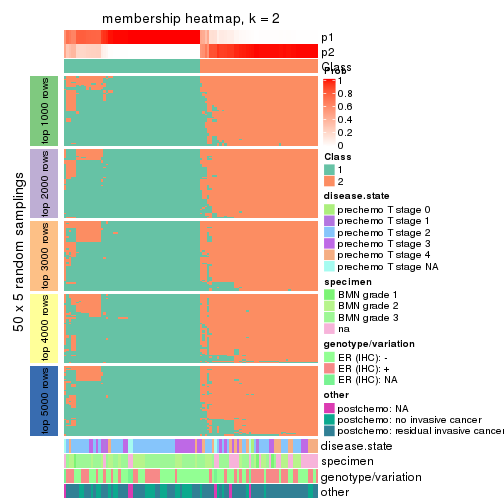 membership heatmap, k = 2
p1
p2
Class
Prob
1
0.8
0.6
0.4
0.2
0
Class
1
2
disease.state
prechemo T stage 0
prechemo T stage 1
prechemo T stage 2
prechemo T stage 3
prechemo T stage 4
prechemo T stage NA
specimen
BMN grade 1
BMN grade 2
BMN grade 3
na
genotype/variation
ER (IHC): -
ER (IHC): +
ER (IHC): NA
other
postchemo: NA
postchemo: no invasive cancer
postchemo: residual invasive cancer
50 x 5 random samplings
top 1000 rows
top 2000 rows
top 3000 rows
top 4000 rows
top 5000 rows
disease.state
specimen
genotype/variation
other